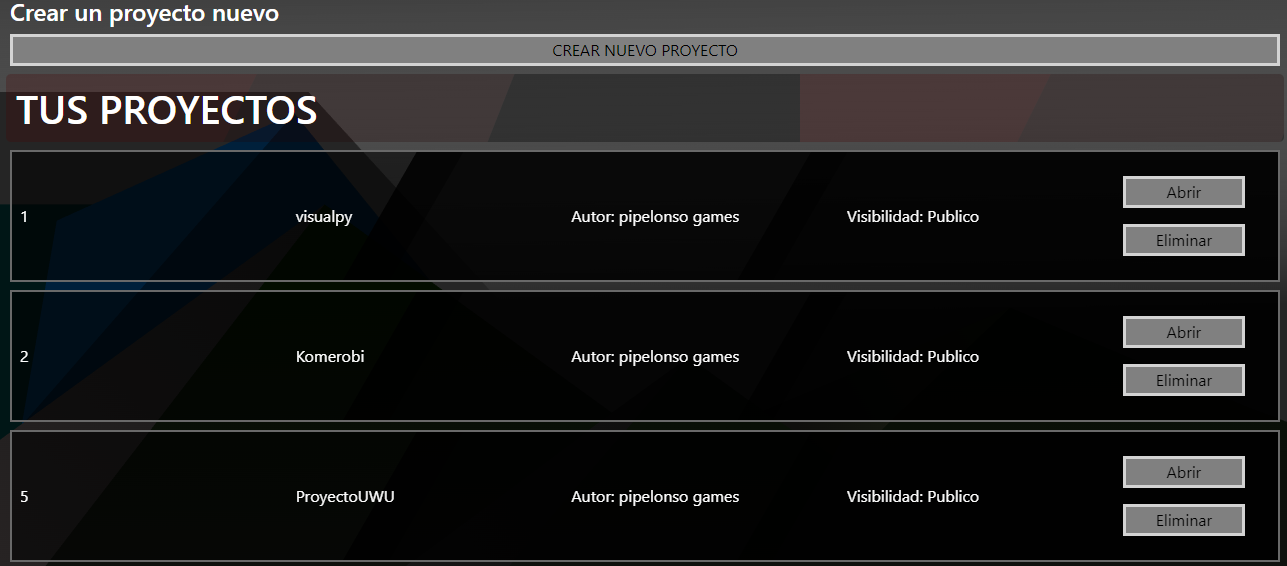 Crear un proyecto nuevo
CREAR NUEVO PROYECTO
TUS PROYECTOS
1 visualpy Autor: pipelonso games Visibilidad: Publico
Abrir
Eliminar
2 Komerobi Autor: pipelonso games Visibilidad: Publico
Abrir
Eliminar
5 ProyectoUWU Autor: pipelonso games Visibilidad: Publico
Abrir
Eliminar